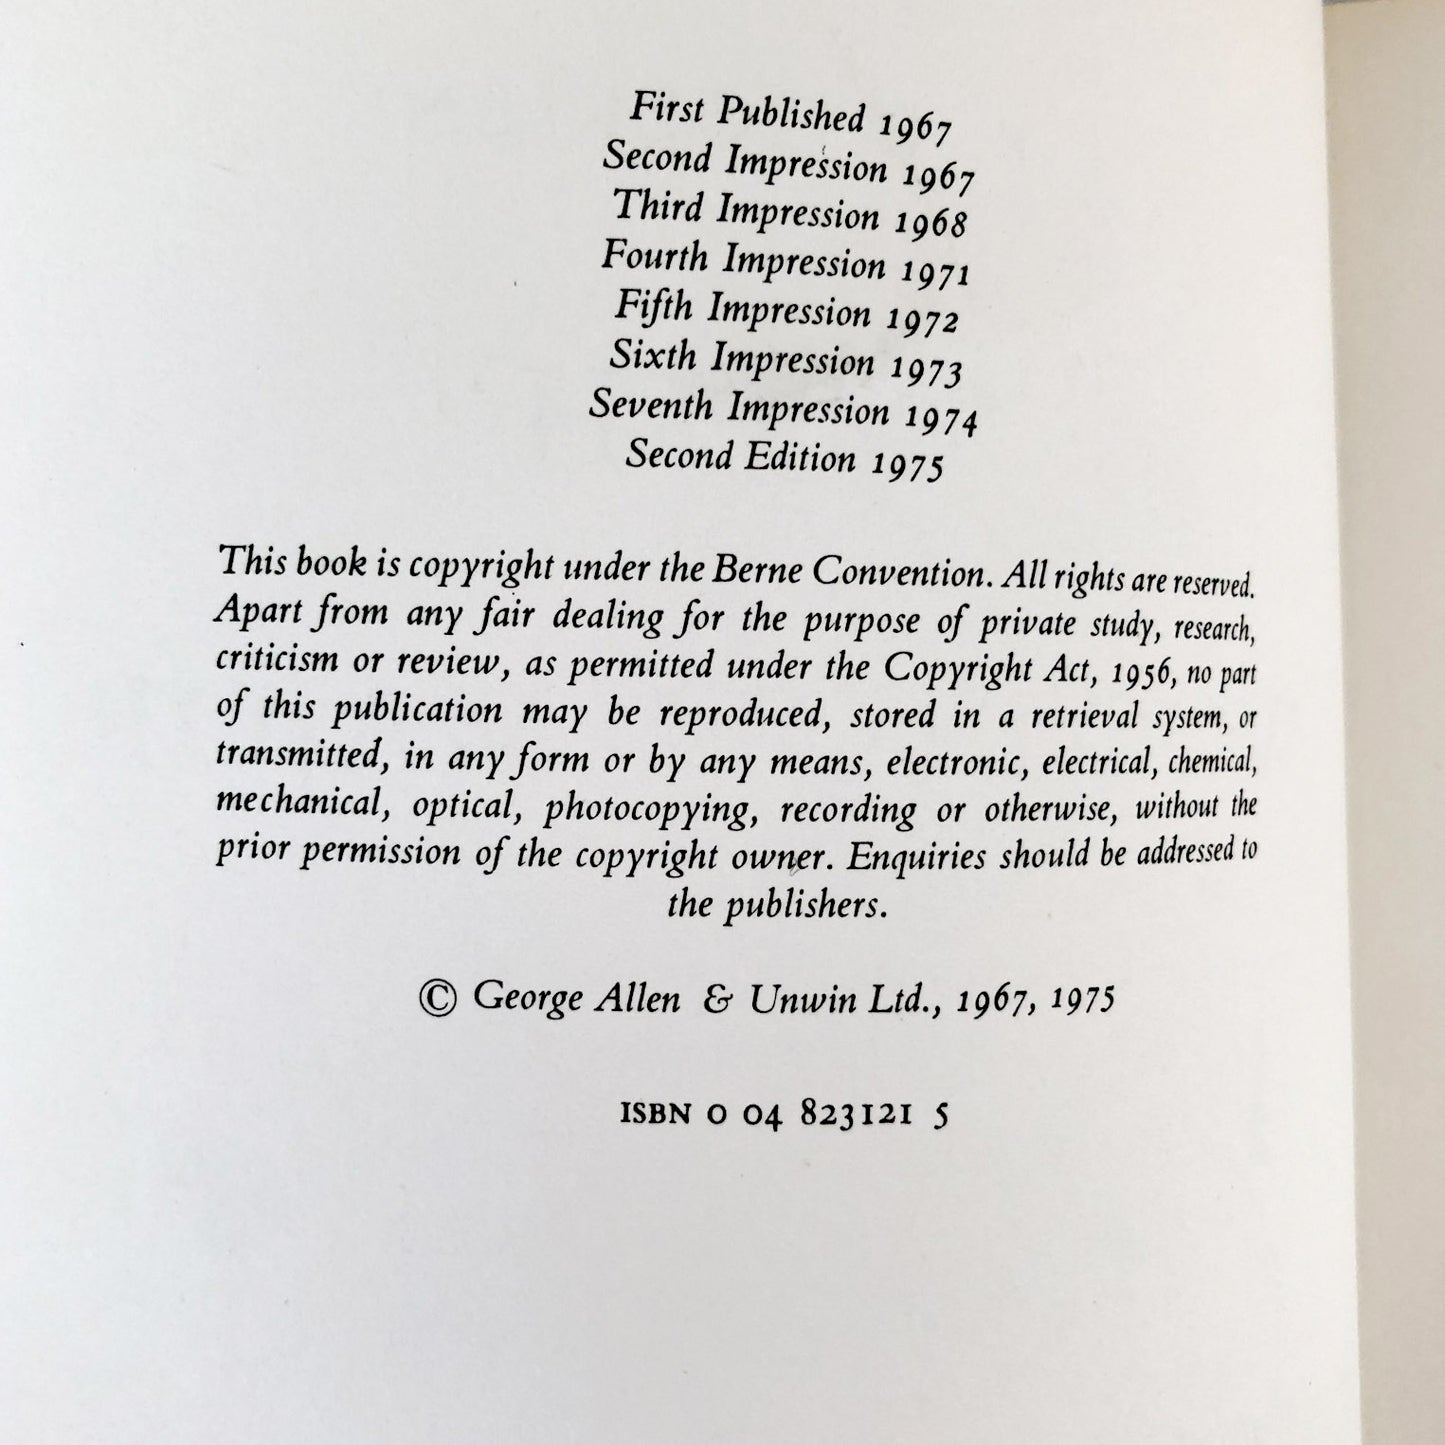 First Published 1967
Second Impression 1967
Third Impression 1968
Fourth Impression 1971
Fifth Impression 1972
Sixth Impression 1973
Seventh Impression 1974
Second Edition 1975
This book is copyright under the Berne Convention. All rights are reserved.
Apart from any fair dealing for the purpose of private study, research,
criticism or review, as permitted under the Copyright Act, 1956, no part
of this publication may be reproduced, stored in a retrieval system, or
transmitted, in any form or by any means, electronic, electrical, chemical,
mechanical, optical, photocopying, recording or otherwise, without the
prior permission of the copyright owner. Enquiries should be addressed to
the publishers.
© George Allen & Unwin Ltd., 1967, 1975
ISBN 0 04 823121 5